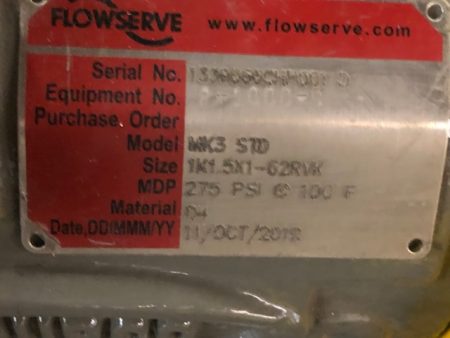 FLOWSERVE
www.flowserve.com
Serial No.
Equipment No.
Purchase. Order
Model MK3 STD
Size 1K1.5X1-62RVK
MDP 275 PSI @ 100 F
Material D4
Date,DD/MMM/YY 11/OCT/2018